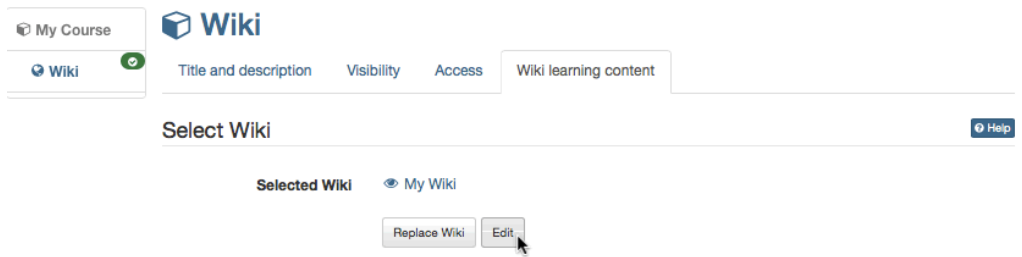 My Course
Wiki
Wiki
Title and description Visibility Access Wiki learning content
Select Wiki
Help
Selected Wiki My Wiki
Replace Wiki Edit